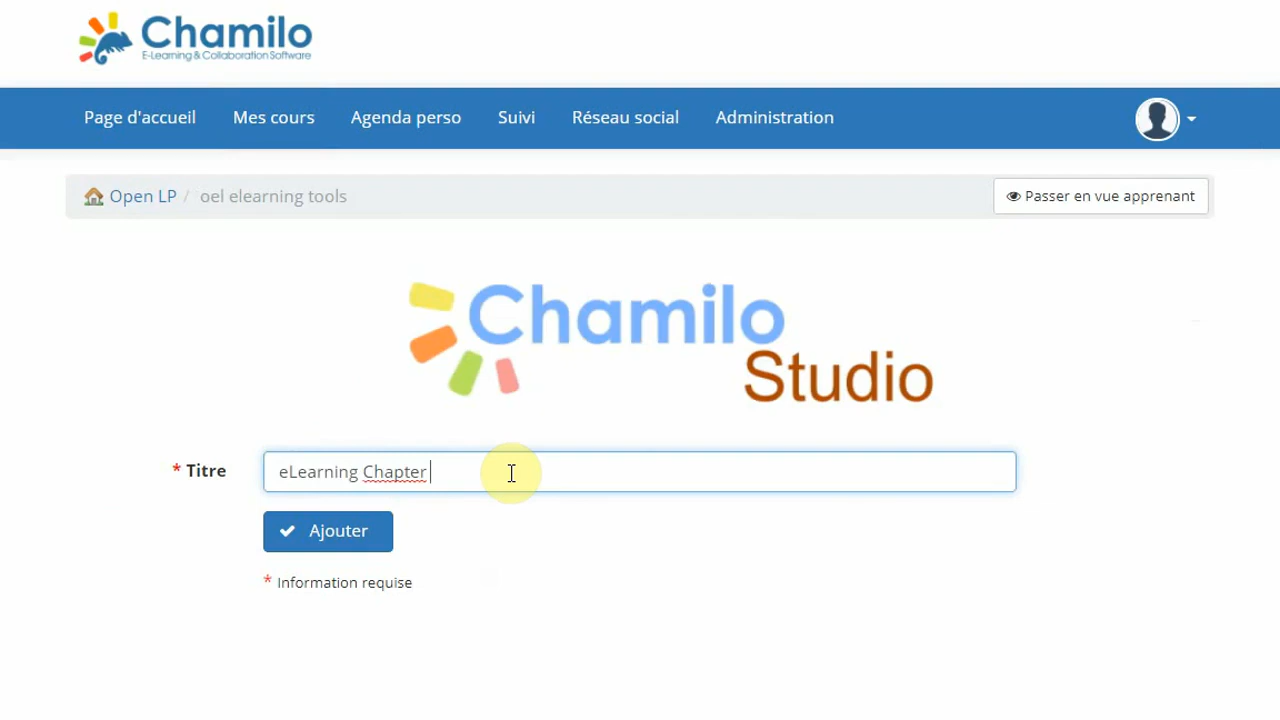 Chamilo
E-Learning & Collaboration Software
Page d'accueil Mes cours Agenda perso Suivi Réseau social Administration
Open LP / oel elearning tools
Passer en vue apprenant
Chamilo
Studio
* Titre
eLearning Chapter
Ajouter
* Information requise